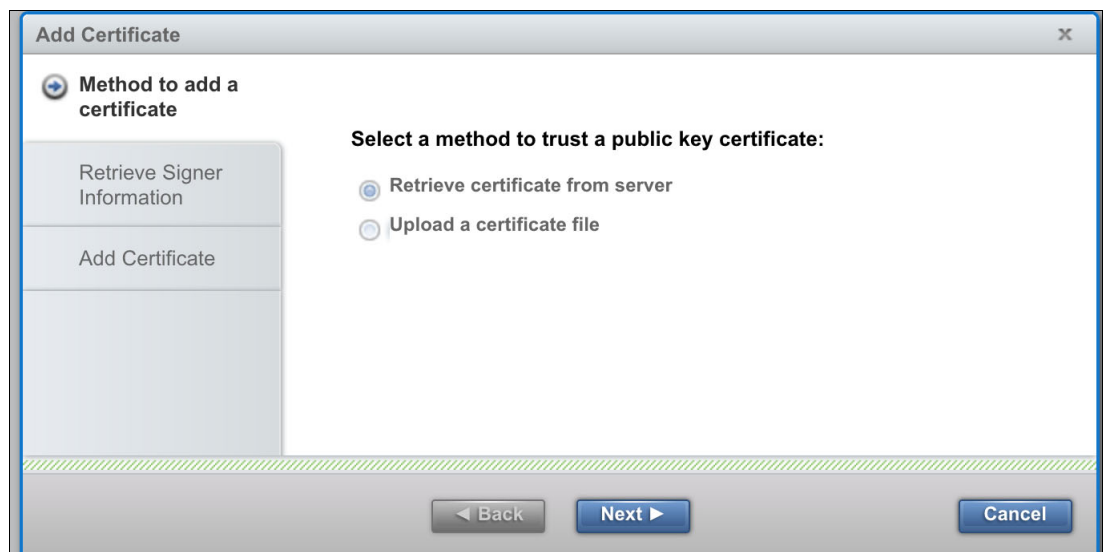 Add Certificate
x
Method to add a
certificate
Retrieve Signer
Information
Add Certificate
Select a method to trust a public key certificate:
Retrieve certificate from server
Upload a certificate file
◄ Back
Next ►
Cancel